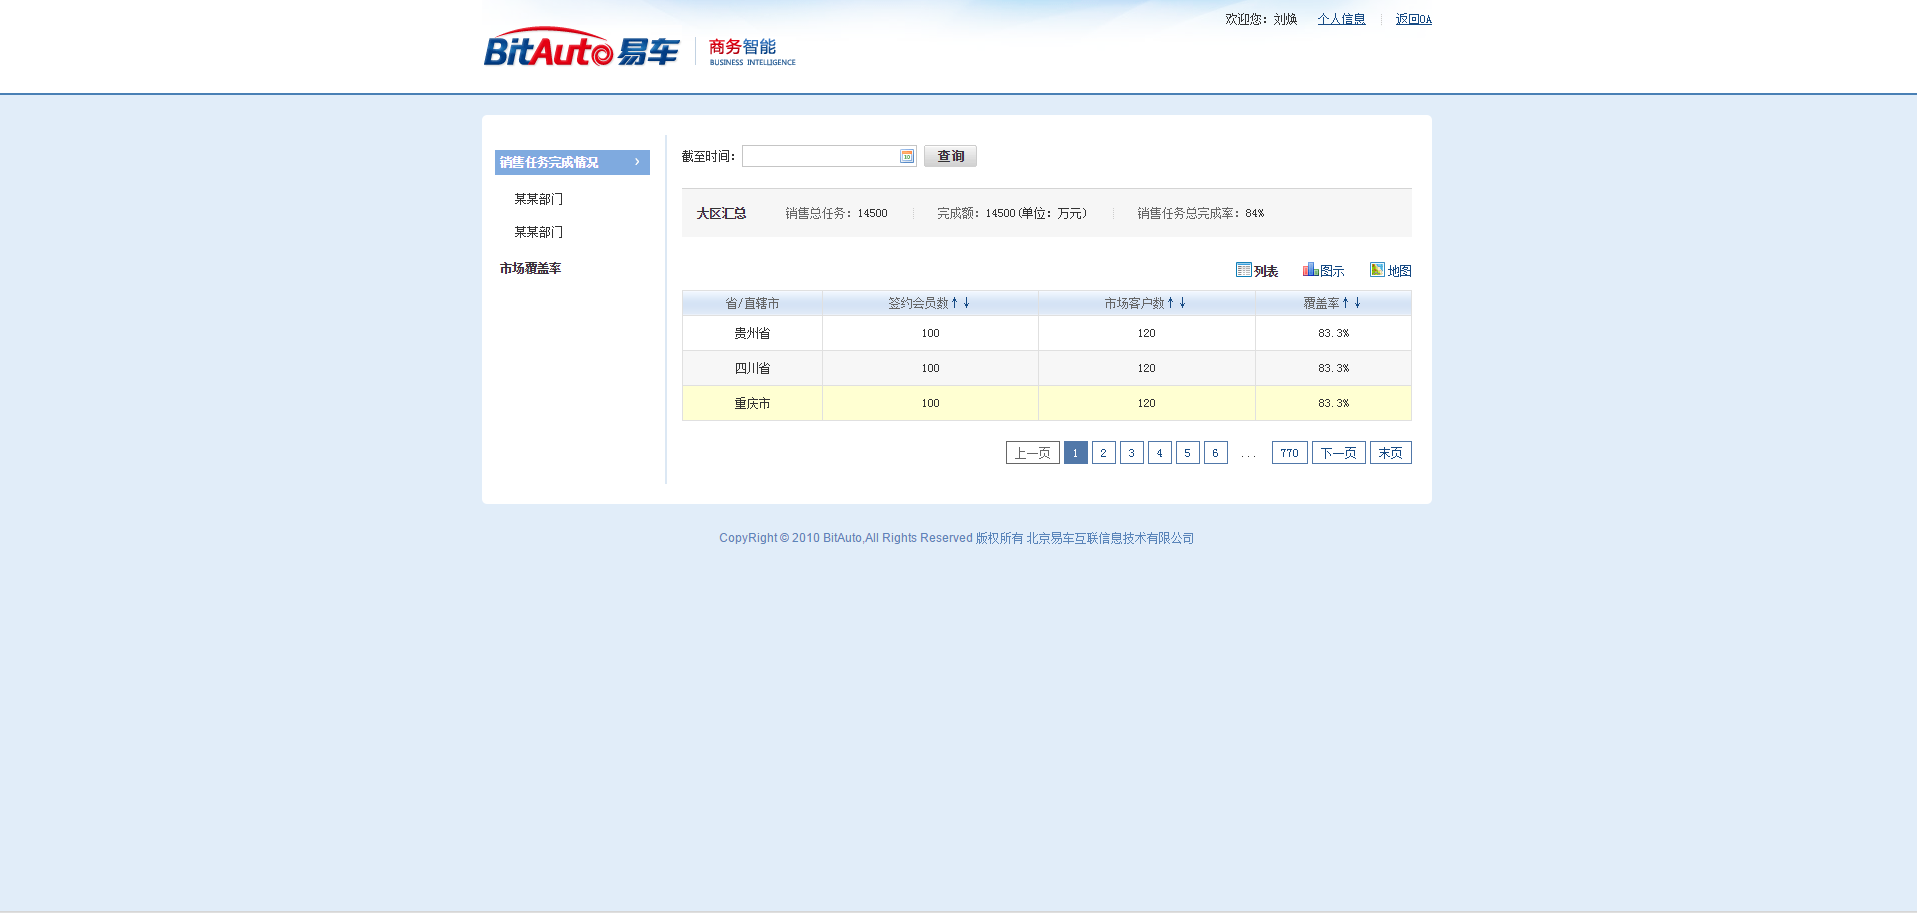 欢迎您：刘焕 个人信息 返回OA
BitAuto 易车 商务智能
BUSINESS INTELLIGENCE
销售任务完成情况
某某部门
某某部门
市场覆盖率
截至时间： 查询
大区汇总 销售总任务：14500 完成额：14500(单位：万元) 销售任务总完成率：84%
列表 图示 地图
省/直辖市 签约会员数↑↓ 市场客户数↑↓ 覆盖率↑↓
贵州省 100 120 83.3%
四川省 100 120 83.3%
重庆市 100 120 83.3%
上一页 1 2 3 4 5 6 ... 770 下一页 末页
CopyRight © 2010 BitAuto,All Rights Reserved 版权所有 北京易车互联信息技术有限公司